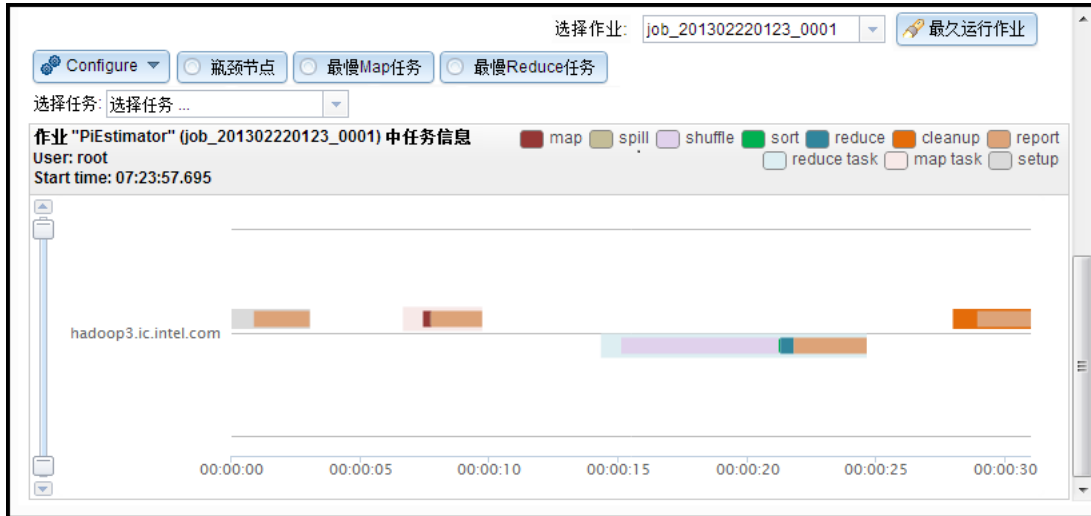 选择作业: job_201302220123_0001 最久运行作业
Configure 瓶颈节点 最慢Map任务 最慢Reduce任务
选择任务: 选择任务 ...
作业 "PiEstimator" (job_201302220123_0001) 中任务信息
User: root
Start time: 07:23:57.695
map spill shuffle sort reduce cleanup report
reduce task map task setup
hadoop3.ic.intel.com
00:00:00 00:00:05 00:00:10 00:00:15 00:00:20 00:00:25 00:00:30